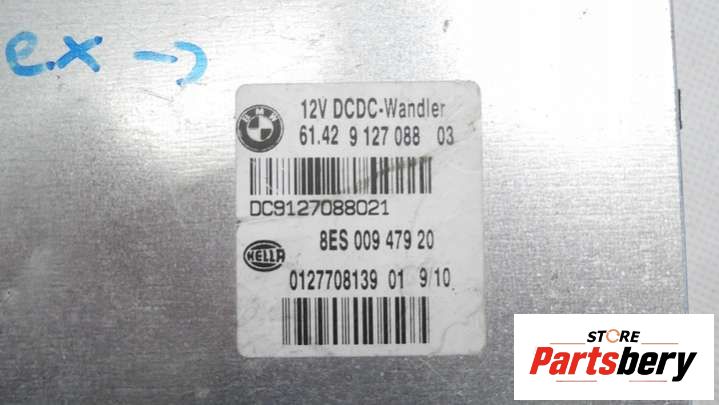 ex →
BMW
12V DCDC-Wandler
61.42 9 127 088 03
DC9127088021
8ES 009 479 20
HELLA
0127708139 01 9/10
STORE
Partsbery